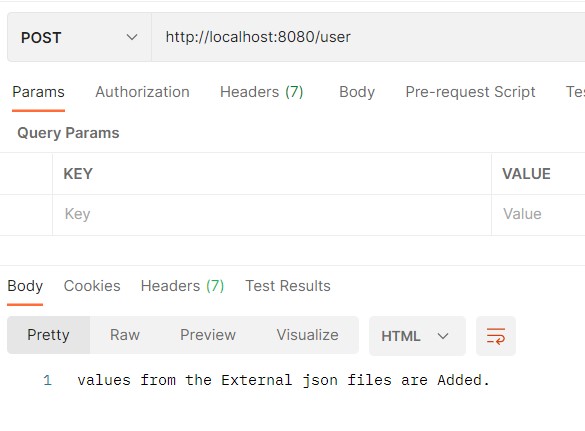 POST http://localhost:8080/user
Params Authorization Headers (7) Body Pre-request Script Te
Query Params
KEY VALUE
Key Value
Body Cookies Headers (7) Test Results
Pretty Raw Preview Visualize HTML
1 values from the External json files are Added.